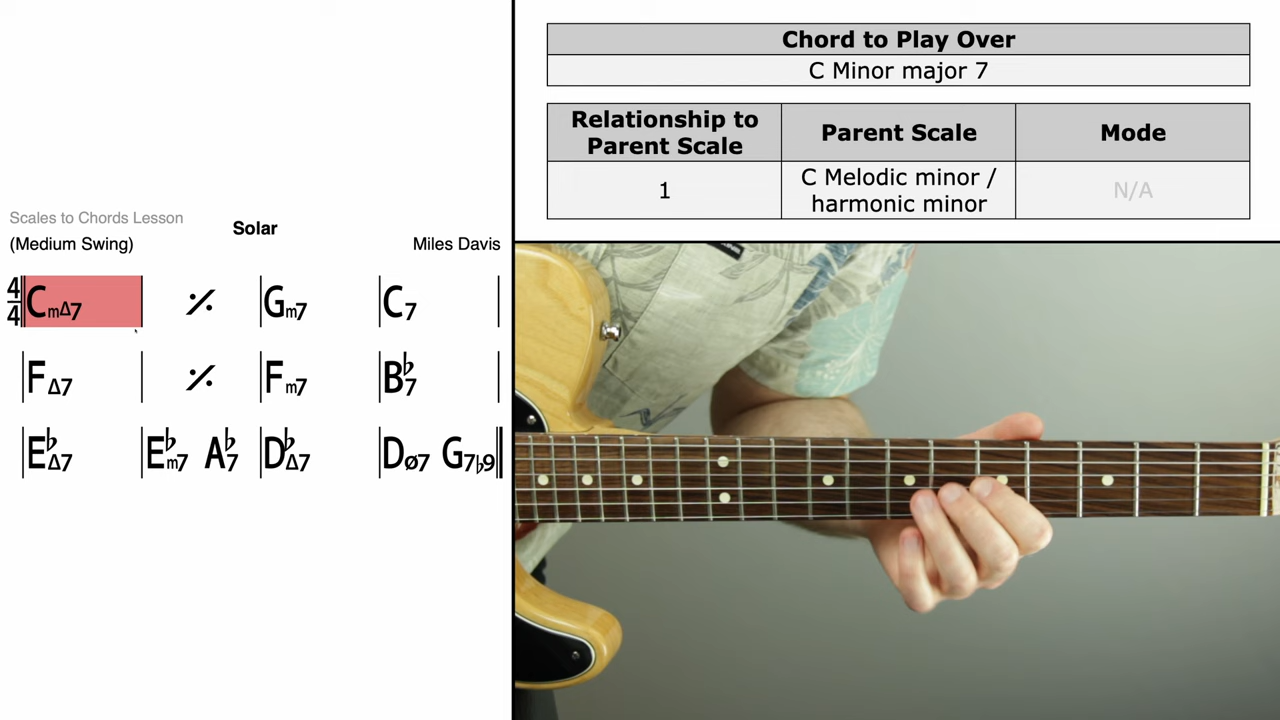 Scales to Chords Lesson
(Medium Swing)
Solar
Miles Davis
4/4 CmΔ7 | 𝄎 | Gm7 | C7
FΔ7 | 𝄎 | Fm7 | B♭7
E♭Δ7 | E♭m7 A♭7 | D♭Δ7 | Dø7 G7♭9
Chord to Play Over
C Minor major 7
Relationship to
Parent Scale
Parent Scale
Mode
1
C Melodic minor /
harmonic minor
N/A